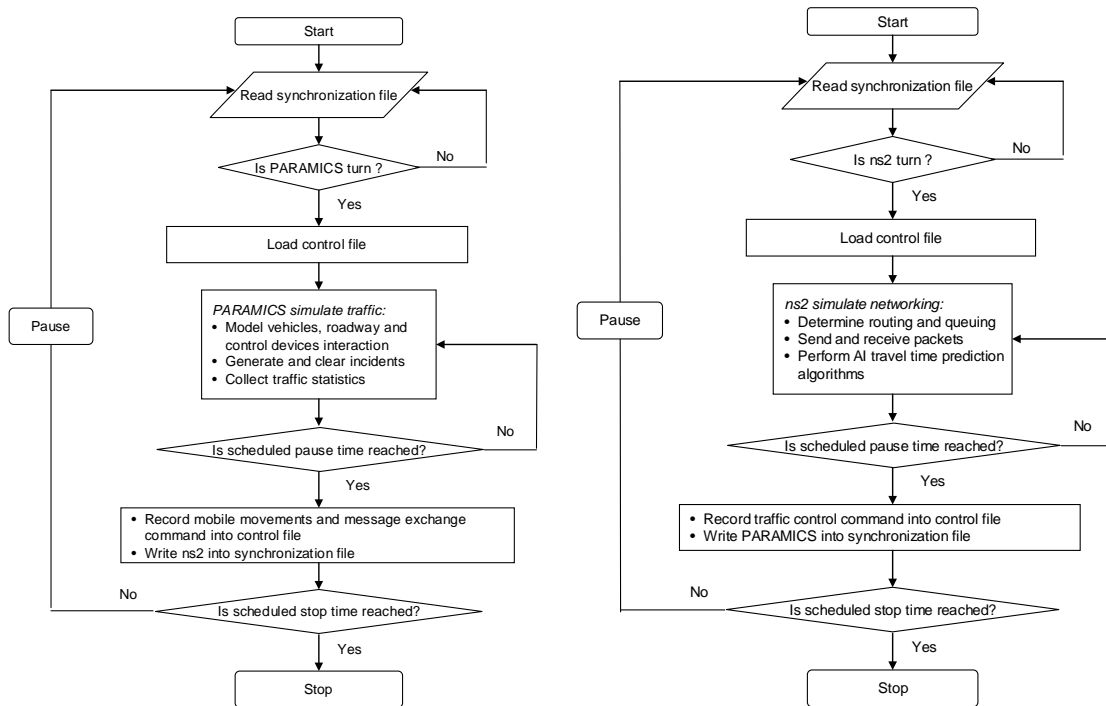 Start
Read synchronization file
Is PARAMICS turn ?
No
Yes
Load control file
Pause
PARAMICS simulate traffic:
• Model vehicles, roadway and
control devices interaction
• Generate and clear incidents
• Collect traffic statistics
No
Is scheduled pause time reached?
Yes
• Record mobile movements and message exchange
command into control file
• Write ns2 into synchronization file
No
Is scheduled stop time reached?
Yes
Stop
Start
Read synchronization file
Is ns2 turn ?
No
Yes
Load control file
Pause
ns2 simulate networking:
• Determine routing and queuing
• Send and receive packets
• Perform AI travel time prediction
algorithms
No
Is scheduled pause time reached?
Yes
• Record traffic control command into control file
• Write PARAMICS into synchronization file
No
Is scheduled stop time reached?
Yes
Stop